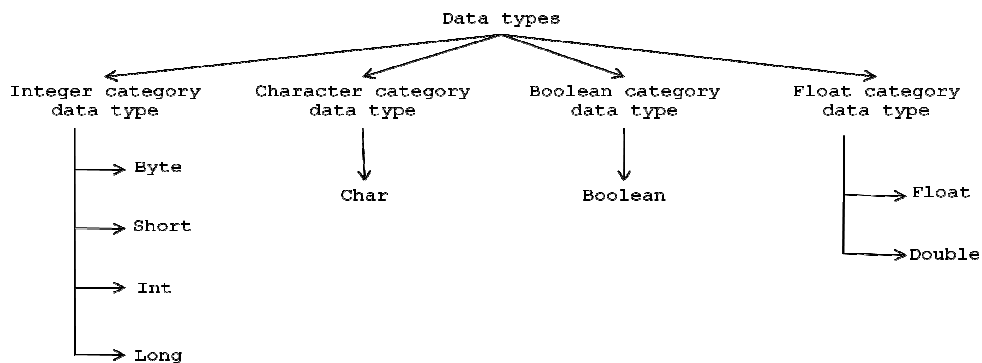 Data types
Integer category
data type
Character category
data type
Boolean category
data type
Float category
data type
Byte
Short
Int
Long
Char
Boolean
Float
Double